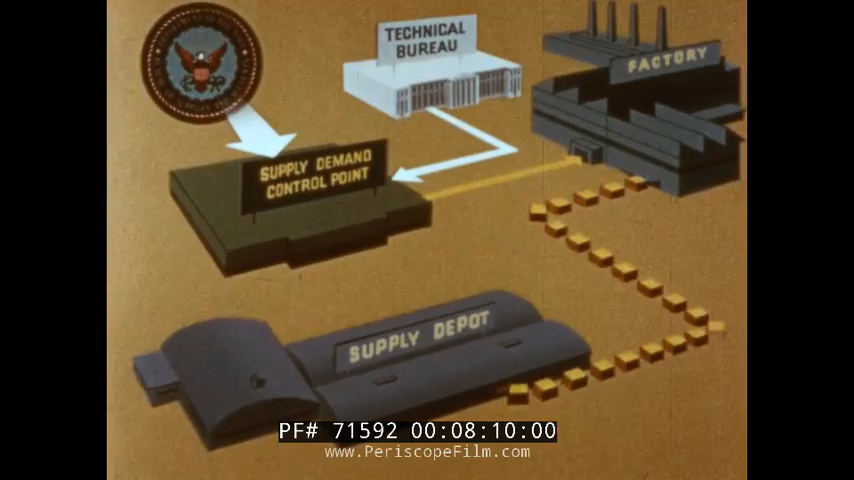 TECHNICAL
BUREAU
FACTORY
SUPPLY DEMAND
CONTROL POINT
SUPPLY DEPOT
PF# 71592 00:08:10:00
www.PeriscopeFilm.com